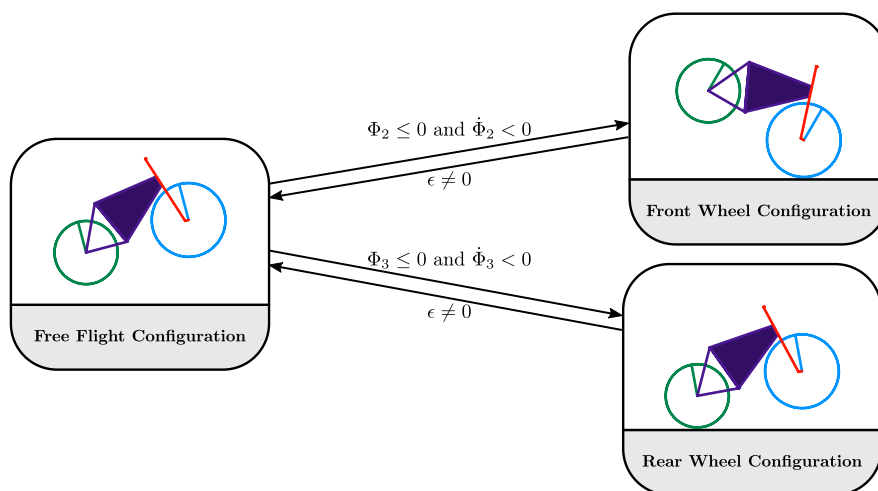 Φ₂ ≤ 0 and Φ̇₂ < 0
ϵ ≠ 0
Front Wheel Configuration
Free Flight Configuration
Φ₃ ≤ 0 and Φ̇₃ < 0
ϵ ≠ 0
Rear Wheel Configuration